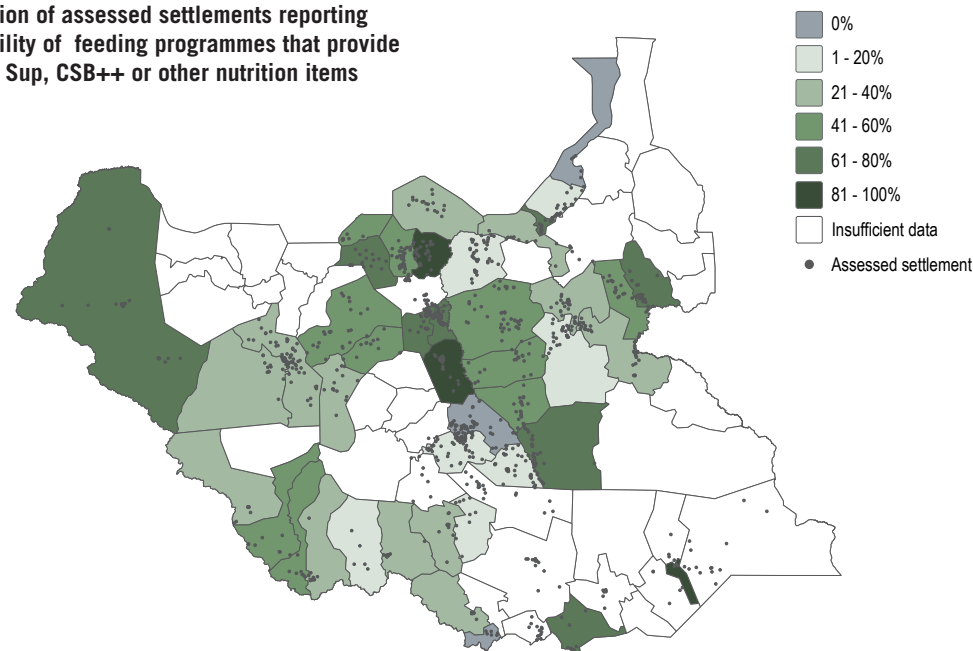 ion of assessed settlements reporting
ility of feeding programmes that provide
Sup, CSB++ or other nutrition items
0%
1 - 20%
21 - 40%
41 - 60%
61 - 80%
81 - 100%
Insufficient data
Assessed settlement